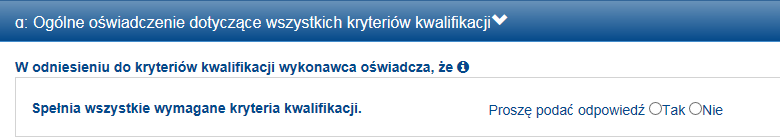 α: Ogólne oświadczenie dotyczące wszystkich kryteriów kwalifikacji
W odniesieniu do kryteriów kwalifikacji wykonawca oświadcza, że
Spełnia wszystkie wymagane kryteria kwalifikacji. Proszę podać odpowiedź Tak Nie